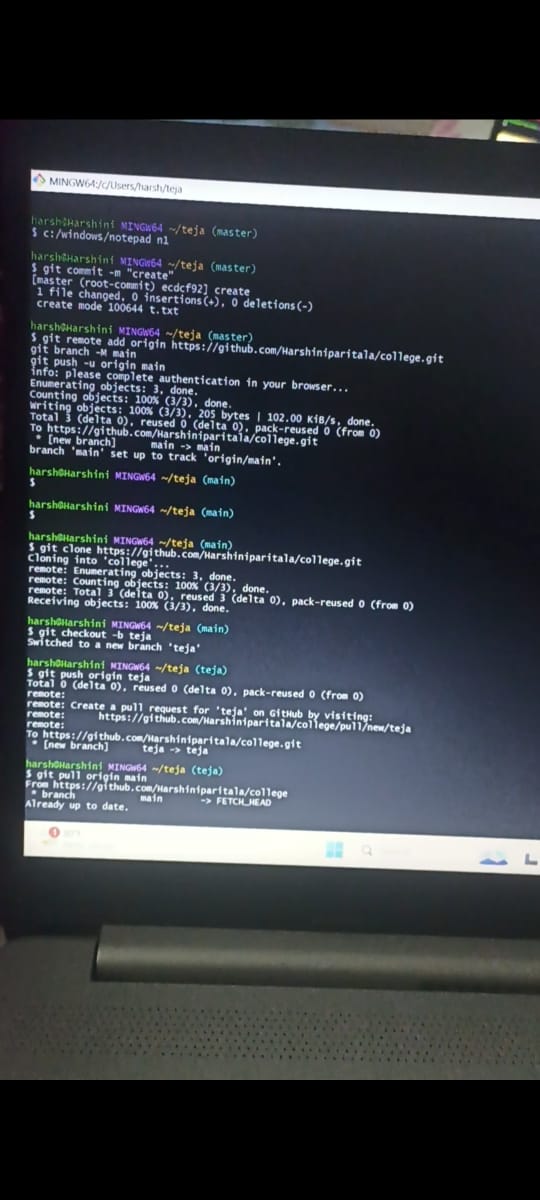 MINGW64:/c/Users/harsh/teja
harsh@Harshini MINGW64 ~/teja (master)
$ c:/windows/notepad n1
harsh@Harshini MINGW64 ~/teja (master)
$ git commit -m "create"
[master (root-commit) ecdcf92] create
1 file changed, 0 insertions(+), 0 deletions(-)
create mode 100644 t.txt
harsh@Harshini MINGW64 ~/teja (master)
$ git remote add origin https://github.com/Harshiniparitala/college.git
git branch -M main
git push -u origin main
info: please complete authentication in your browser...
Enumerating objects: 3, done.
Counting objects: 100% (3/3), done.
Writing objects: 100% (3/3), 205 bytes | 102.00 KiB/s, done.
Total 3 (delta 0), reused 0 (delta 0), pack-reused 0 (from 0)
To https://github.com/Harshiniparitala/college.git
* [new branch] main -> main
branch 'main' set up to track 'origin/main'.
harsh@Harshini MINGW64 ~/teja (main)
$
harsh@Harshini MINGW64 ~/teja (main)
$
harsh@Harshini MINGW64 ~/teja (main)
$ git clone https://github.com/Harshiniparitala/college.git
Cloning into 'college'...
remote: Enumerating objects: 3, done.
remote: Counting objects: 100% (3/3), done.
remote: Total 3 (delta 0), reused 3 (delta 0), pack-reused 0 (from 0)
Receiving objects: 100% (3/3), done.
harsh@Harshini MINGW64 ~/teja (main)
$ git checkout -b teja
Switched to a new branch 'teja'
harsh@Harshini MINGW64 ~/teja (teja)
$ git push origin teja
Total 0 (delta 0), reused 0 (delta 0), pack-reused 0 (from 0)
remote:
remote: Create a pull request for 'teja' on GitHub by visiting:
remote: https://github.com/Harshiniparitala/college/pull/new/teja
remote:
To https://github.com/Harshiniparitala/college.git
* [new branch] teja -> teja
harsh@Harshini MINGW64 ~/teja (teja)
$ git pull origin main
From https://github.com/Harshiniparitala/college
* branch main -> FETCH_HEAD
Already up to date.
1